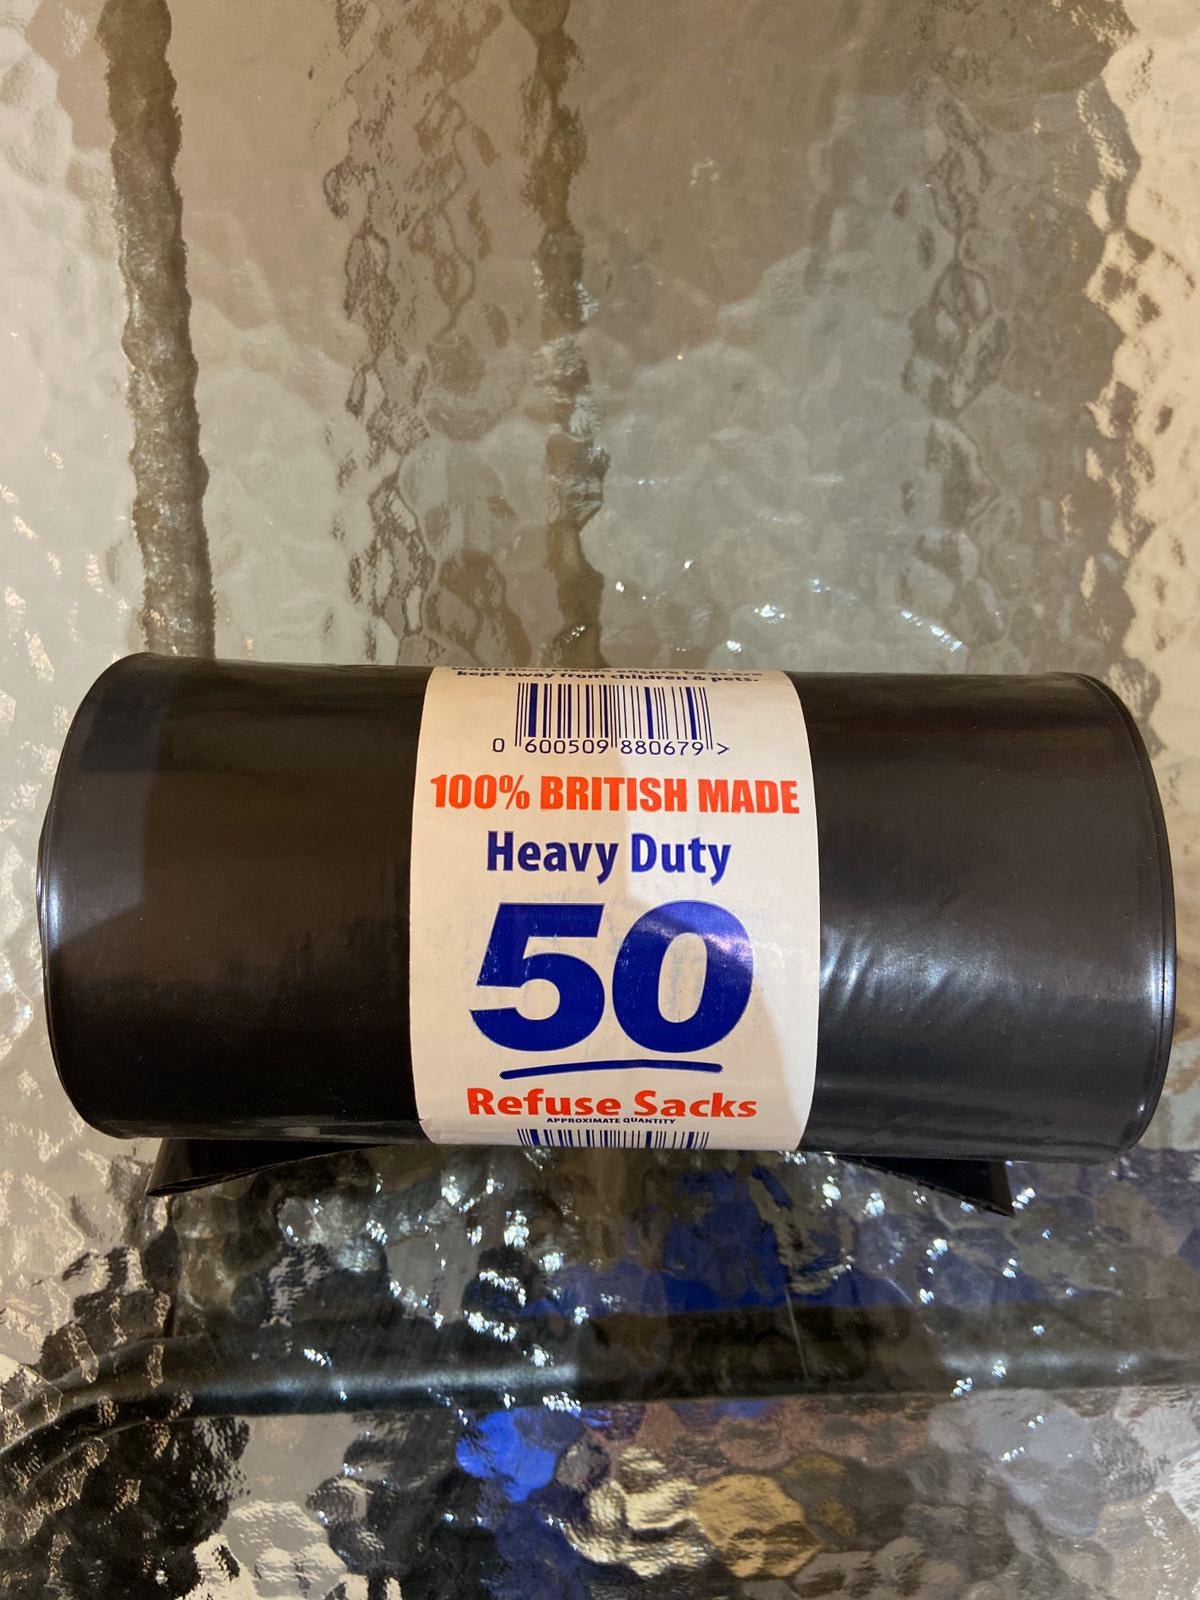 kept away from children & pets.
0 600509 880679 >
100% BRITISH MADE
Heavy Duty
50
Refuse Sacks
APPROXIMATE QUANTITY